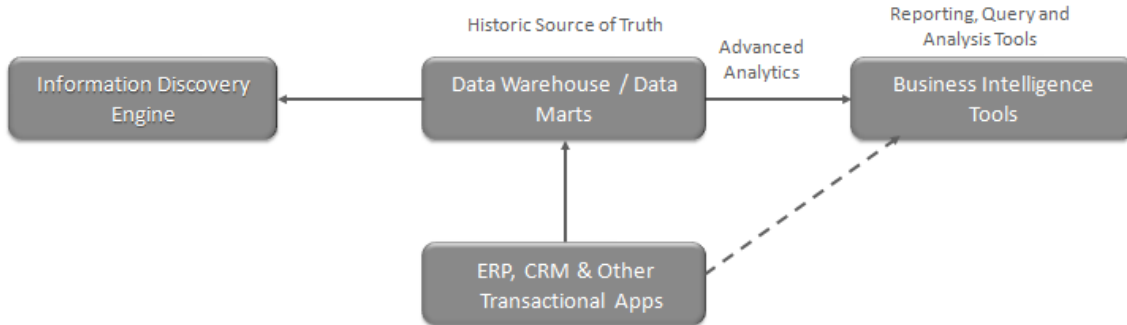 Historic Source of Truth
Reporting, Query and
Analysis Tools
Advanced
Analytics
Information Discovery
Engine
Data Warehouse / Data
Marts
Business Intelligence
Tools
ERP, CRM & Other
Transactional Apps